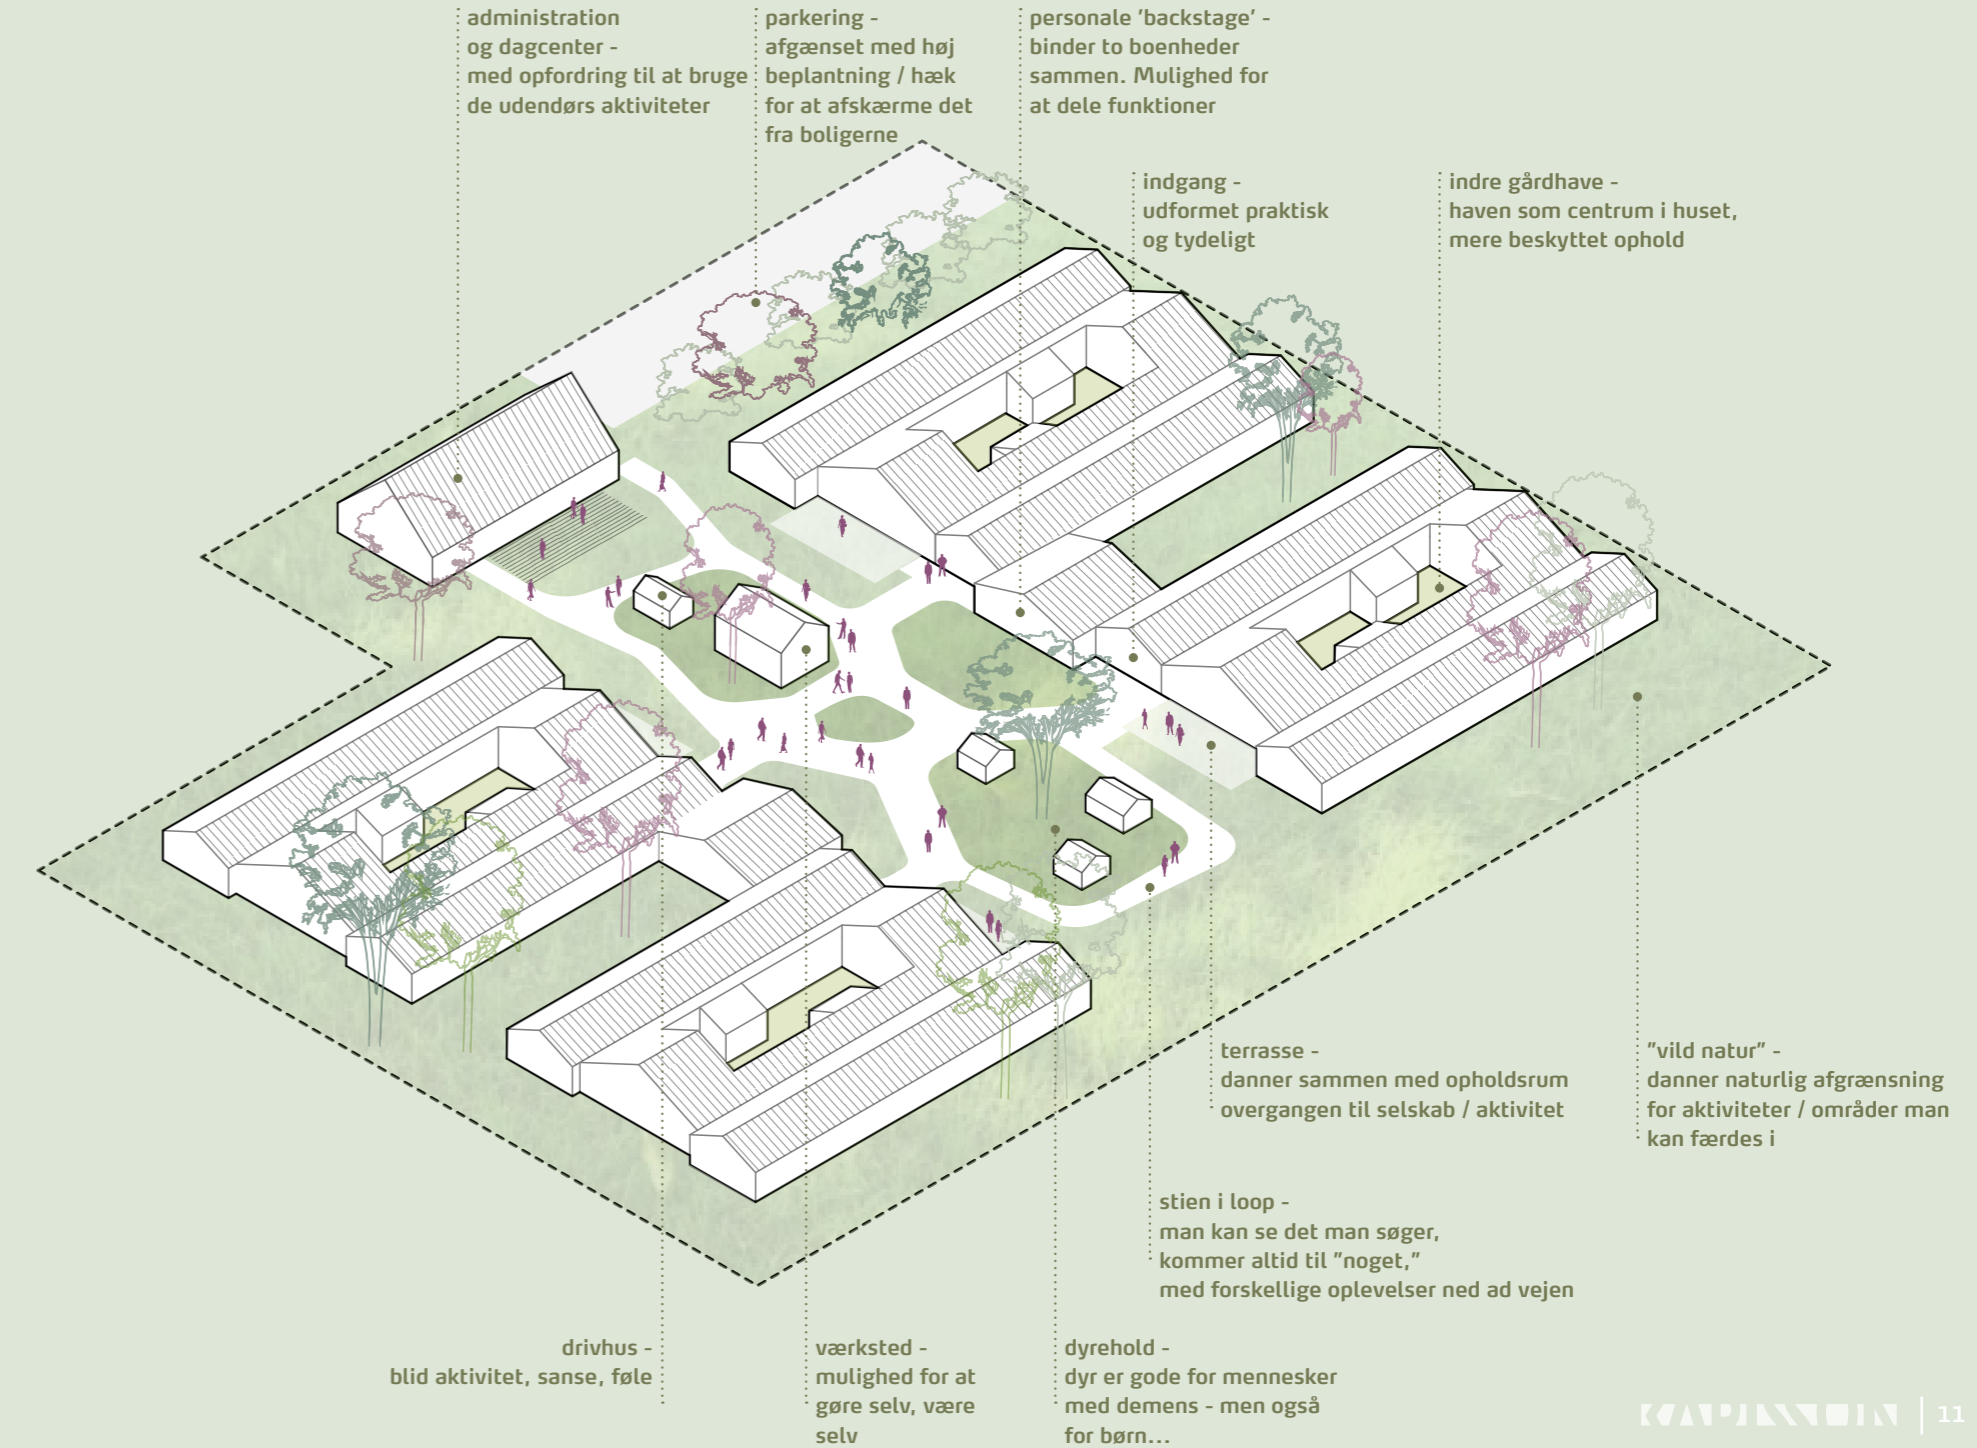 administration
og dagcenter -
med opfordring til at bruge
de udendørs aktiviteter
parkering -
afgænset med høj
beplantning / hæk
for at afskærme det
fra boligerne
personale 'backstage' -
binder to boenheder
sammen. Mulighed for
at dele funktioner
indgang -
udformet praktisk
og tydeligt
indre gårdhave -
haven som centrum i huset,
mere beskyttet ophold
terrasse -
danner sammen med opholdsrum
overgangen til selskab / aktivitet
"vild natur" -
danner naturlig afgrænsning
for aktiviteter / områder man
kan færdes i
stien i loop -
man kan se det man søger,
kommer altid til "noget,"
med forskellige oplevelser ned ad vejen
drivhus -
blid aktivitet, sanse, føle
værksted -
mulighed for at
gøre selv, være
selv
dyrehold -
dyr er gode for mennesker
med demens - men også
for børn...
11